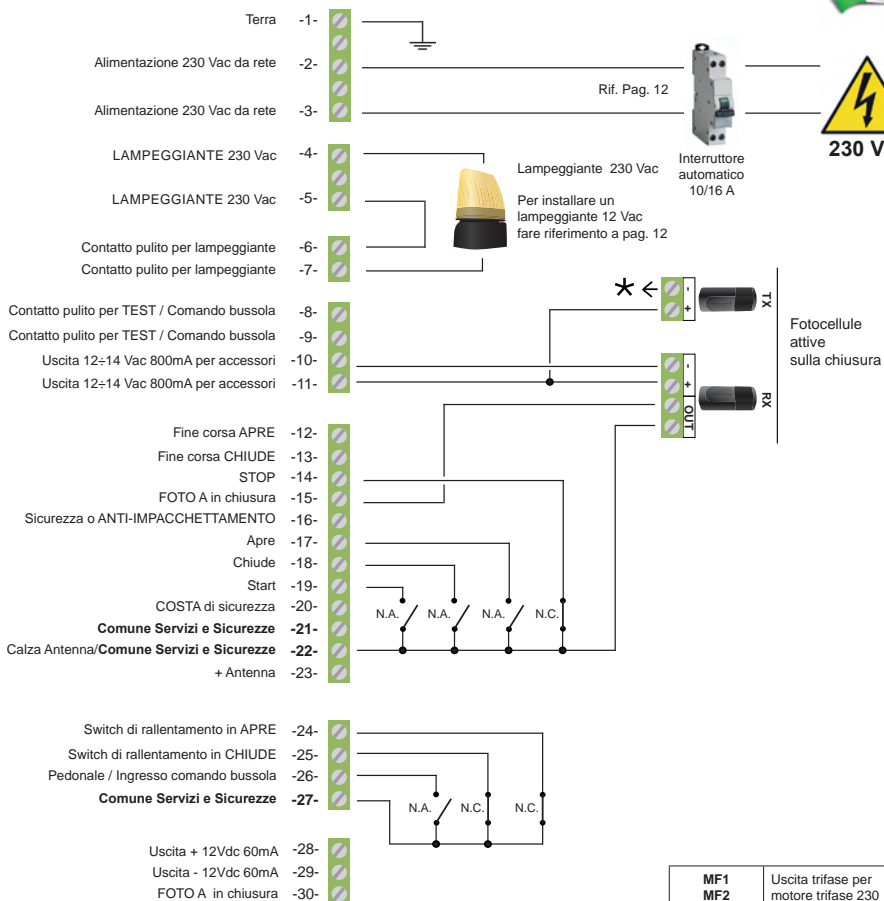 Terra -1-
Alimentazione 230 Vac da rete -2-
Rif. Pag. 12
Alimentazione 230 Vac da rete -3-
230 V
LAMPEGGIANTE 230 Vac -4-
LAMPEGGIANTE 230 Vac -5-
Lampeggiante 230 Vac
Per installare un
lampeggiante 12 Vac
fare riferimento a pag. 12
Interruttore
automatico
10/16 A
Contatto pulito per lampeggiante -6-
Contatto pulito per lampeggiante -7-
Contatto pulito per TEST / Comando bussola -8-
Contatto pulito per TEST / Comando bussola -9-
Uscita 12÷14 Vac 800mA per accessori -10-
Uscita 12÷14 Vac 800mA per accessori -11-
* - + TX
- + OUT RX
Fotocellule
attive
sulla chiusura
Fine corsa APRE -12-
Fine corsa CHIUDE -13-
STOP -14-
FOTO A in chiusura -15-
Sicurezza o ANTI-IMPACCHETTAMENTO -16-
Apre -17-
Chiude -18-
Start -19-
COSTA di sicurezza -20-
Comune Servizi e Sicurezze -21-
Calza Antenna/Comune Servizi e Sicurezze -22-
+ Antenna -23-
N.A. N.A. N.A. N.C.
Switch di rallentamento in APRE -24-
Switch di rallentamento in CHIUDE -25-
Pedonale / Ingresso comando bussola -26-
Comune Servizi e Sicurezze -27-
N.A. N.C. N.C.
Uscita + 12Vdc 60mA -28-
Uscita - 12Vdc 60mA -29-
FOTO A in chiusura -30-
MF1 Uscita trifase per
MF2 motore trifase 230